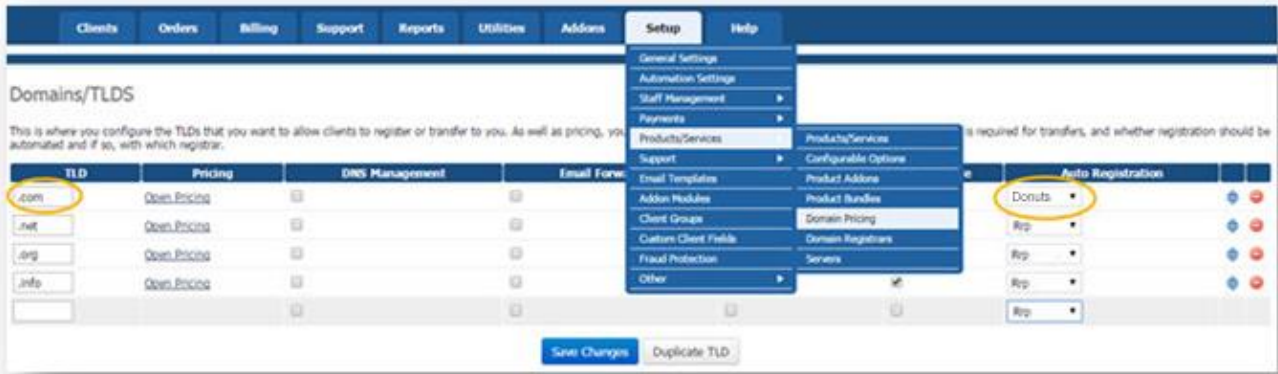 Clients Orders Billing Support Reports Utilities Addons Setup Help
General Settings
Automation Settings
Staff Management
Payments
Products/Services
Support
Email Templates
Addon Modules
Client Groups
Custom Client Fields
Fraud Protection
Other
Products/Services
Configurable Options
Product Addons
Product Bundles
Domain Pricing
Domain Registrars
Servers
Domains/TLDS
This is where you configure the TLDs that you want to allow clients to register or transfer to you. As well as pricing, you is required for transfers, and whether registration should be
automated and if so, with which registrar.
TLD Pricing DNS Management Email Forw e Auto Registration
.com Open Pricing Donuts
.net Open Pricing Rrp
.org Open Pricing Rrp
.info Open Pricing Rrp
Rrp
Save Changes Duplicate TLD